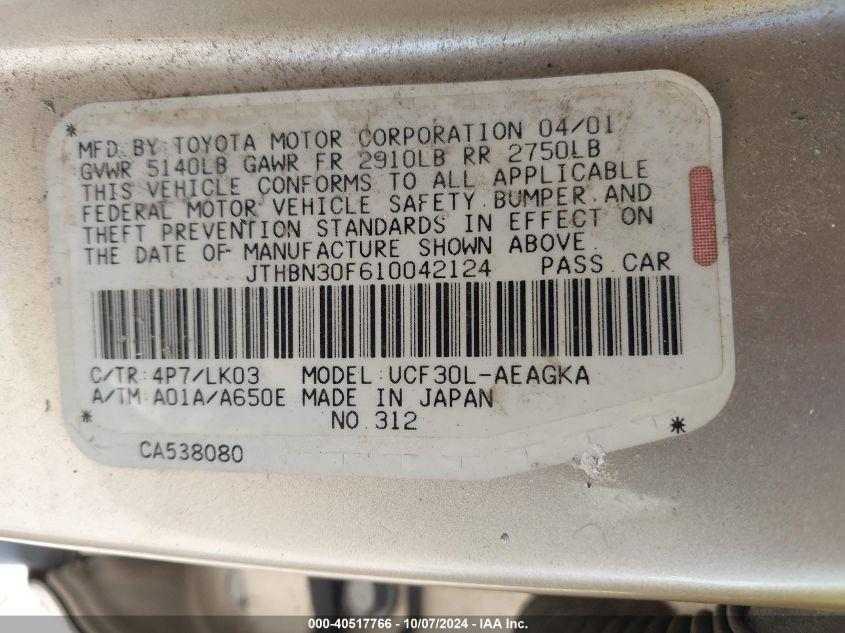 MFD. BY TOYOTA MOTOR CORPORATION 04/01
GVWR 5140LB GAWR FR 2910LB RR 2750LB
THIS VEHICLE CONFORMS TO ALL APPLICABLE
FEDERAL MOTOR VEHICLE SAFETY, BUMPER, AND
THEFT PREVENTION STANDARDS IN EFFECT ON
THE DATE OF MANUFACTURE SHOWN ABOVE.
JTHBN30F610042124 PASS. CAR
C/TR: 4P7/LK03 MODEL: UCF30L-AEAGKA
A/TM: A01A/A650E MADE IN JAPAN
NO. 312
CA538080
000-40517766 - 10/07/2024 - IAA Inc.